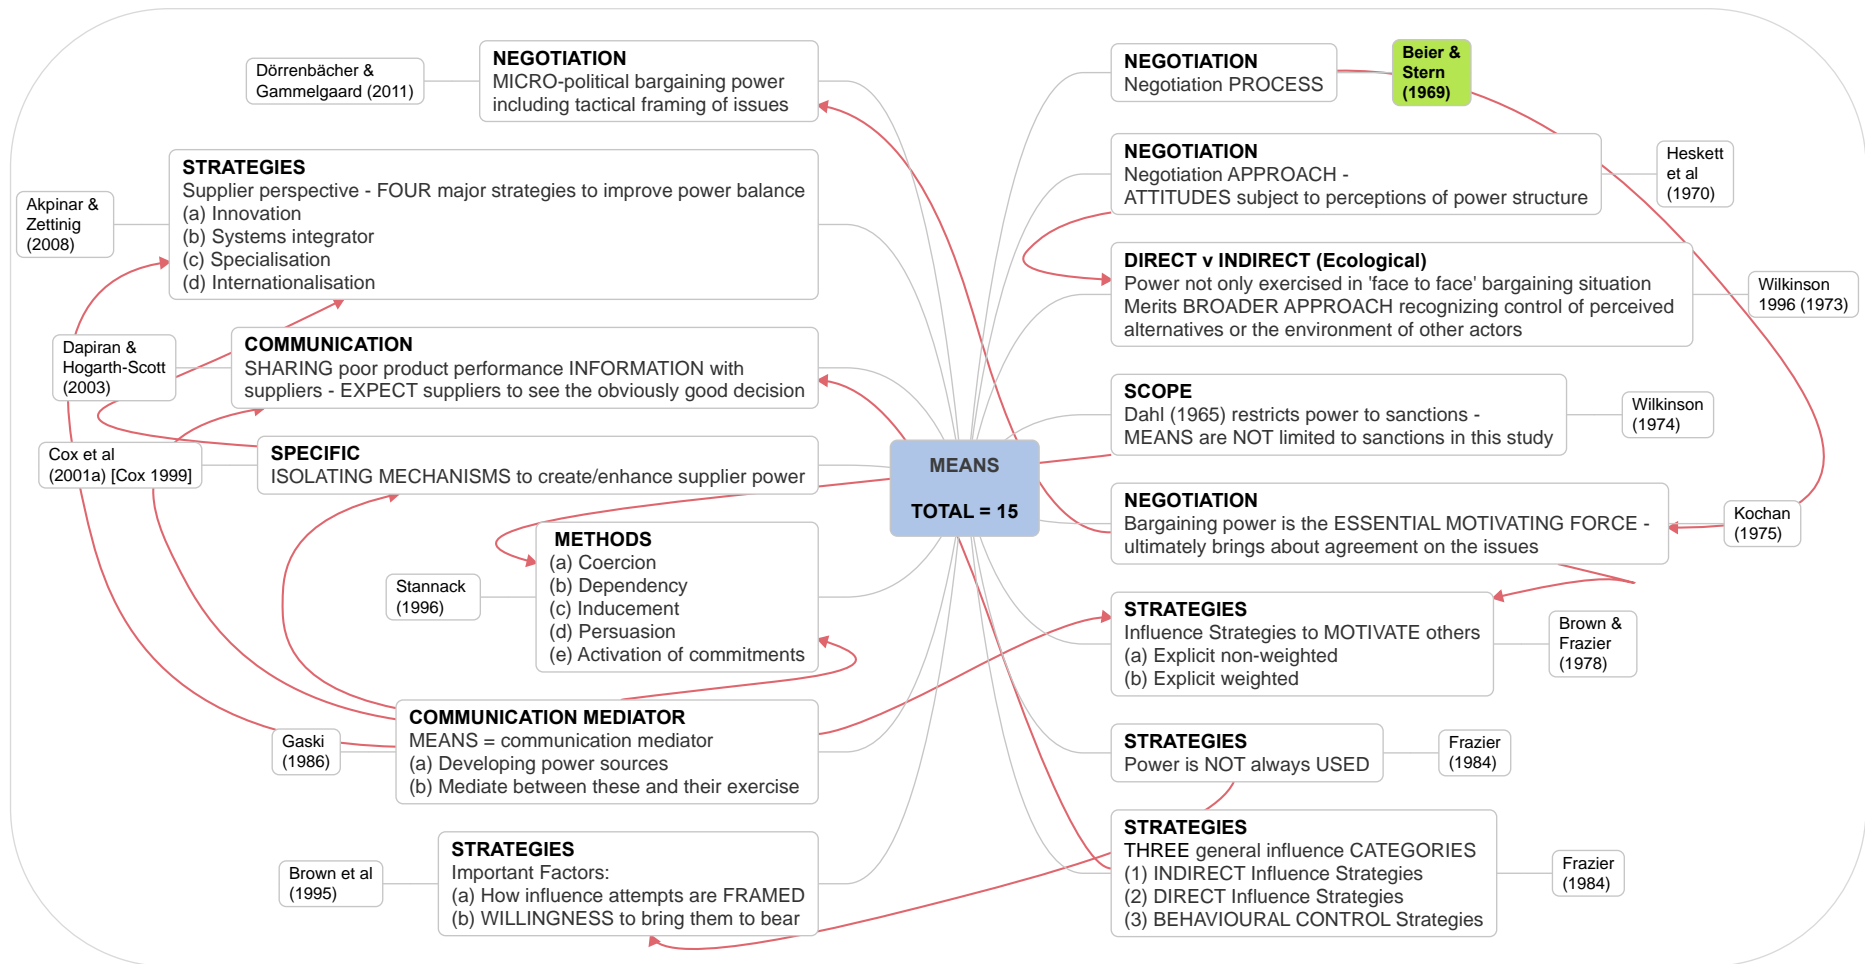 Dörrenbächer &
Gammelgaard (2011)
NEGOTIATION
MICRO-political bargaining power
including tactical framing of issues
Akpinar &
Zettinig
(2008)
STRATEGIES
Supplier perspective - FOUR major strategies to improve power balance
(a) Innovation
(b) Systems integrator
(c) Specialisation
(d) Internationalisation
Dapiran &
Hogarth-Scott
(2003)
COMMUNICATION
SHARING poor product performance INFORMATION with
suppliers - EXPECT suppliers to see the obviously good decision
Cox et al
(2001a) [Cox 1999]
SPECIFIC
ISOLATING MECHANISMS to create/enhance supplier power
Stannack
(1996)
METHODS
(a) Coercion
(b) Dependency
(c) Inducement
(d) Persuasion
(e) Activation of commitments
Gaski
(1986)
COMMUNICATION MEDIATOR
MEANS = communication mediator
(a) Developing power sources
(b) Mediate between these and their exercise
Brown et al
(1995)
STRATEGIES
Important Factors:
(a) How influence attempts are FRAMED
(b) WILLINGNESS to bring them to bear
MEANS
TOTAL = 15
NEGOTIATION
Negotiation PROCESS
Beier &
Stern
(1969)
NEGOTIATION
Negotiation APPROACH -
ATTITUDES subject to perceptions of power structure
Heskett
et al
(1970)
DIRECT v INDIRECT (Ecological)
Power not only exercised in 'face to face' bargaining situation
Merits BROADER APPROACH recognizing control of perceived
alternatives or the environment of other actors
Wilkinson
1996 (1973)
SCOPE
Dahl (1965) restricts power to sanctions -
MEANS are NOT limited to sanctions in this study
Wilkinson
(1974)
NEGOTIATION
Bargaining power is the ESSENTIAL MOTIVATING FORCE -
ultimately brings about agreement on the issues
Kochan
(1975)
STRATEGIES
Influence Strategies to MOTIVATE others
(a) Explicit non-weighted
(b) Explicit weighted
Brown &
Frazier
(1978)
STRATEGIES
Power is NOT always USED
Frazier
(1984)
STRATEGIES
THREE general influence CATEGORIES
(1) INDIRECT Influence Strategies
(2) DIRECT Influence Strategies
(3) BEHAVIOURAL CONTROL Strategies
Frazier
(1984)